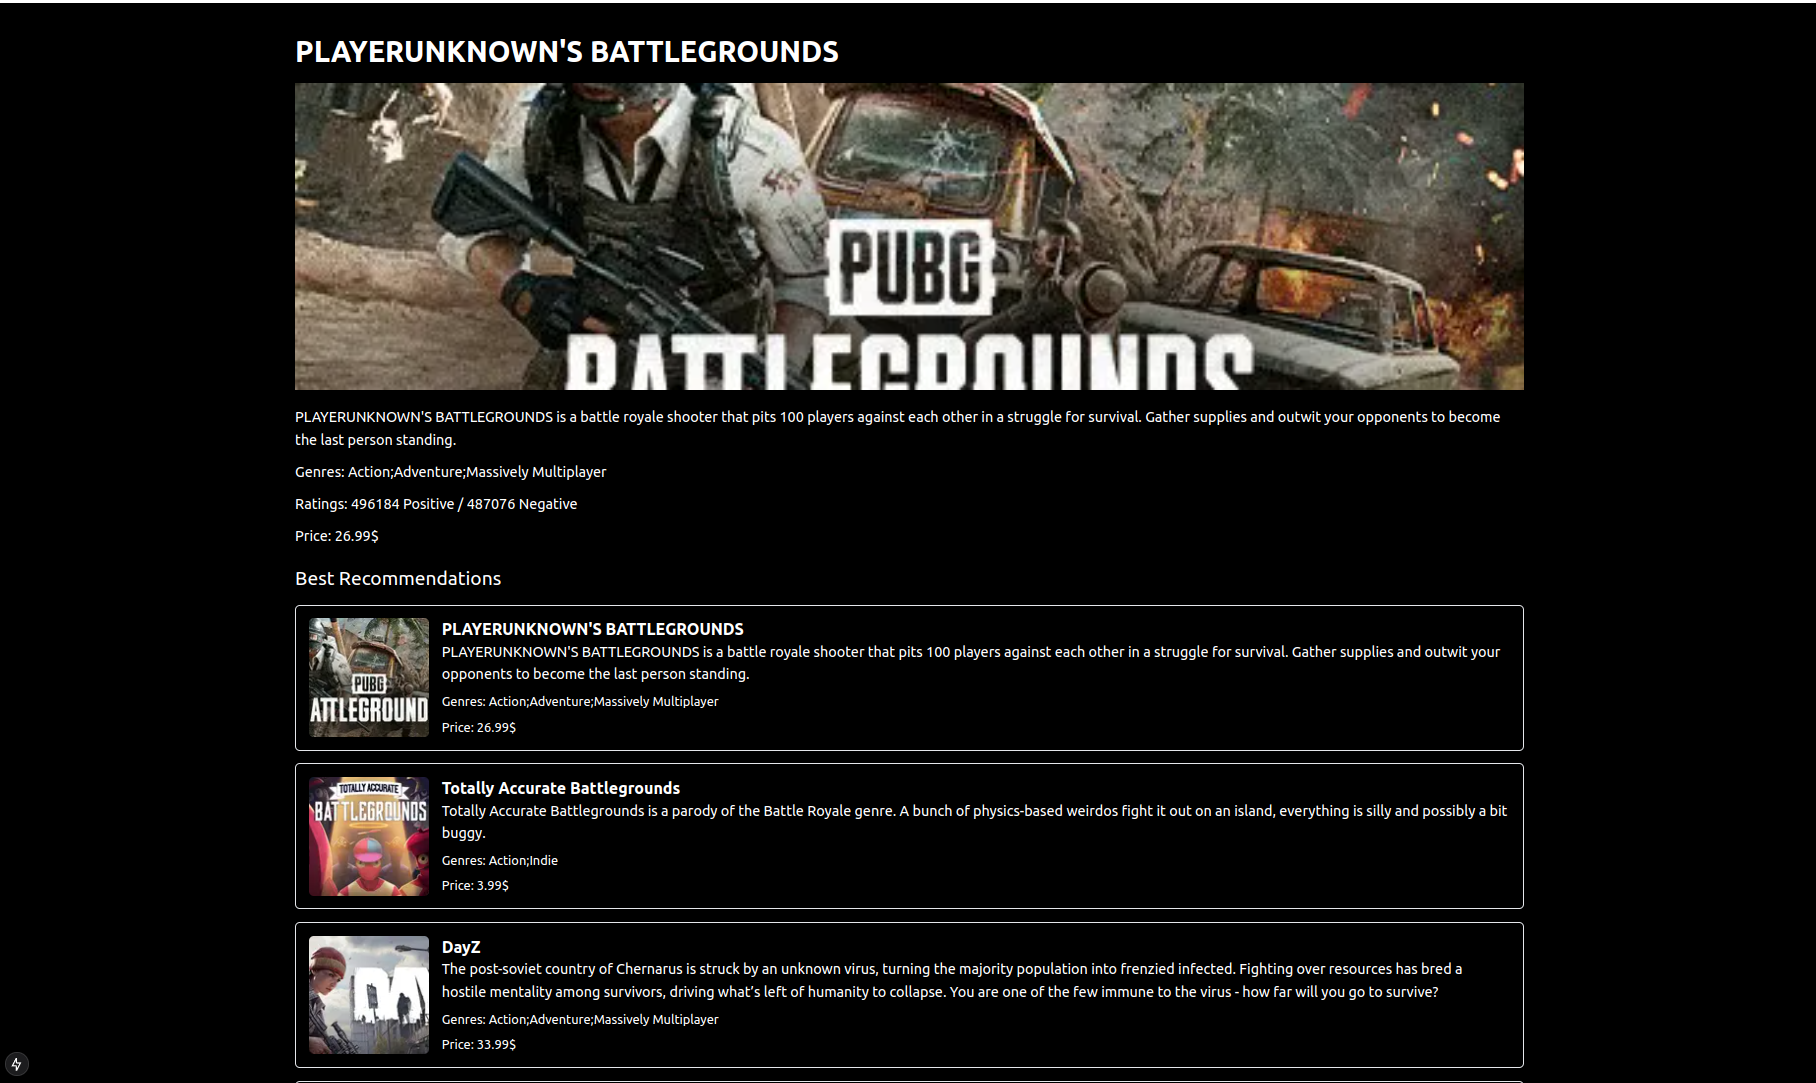 PLAYERUNKNOWN'S BATTLEGROUNDS
PUBG
BATTLEGROUNDS
PLAYERUNKNOWN'S BATTLEGROUNDS is a battle royale shooter that pits 100 players against each other in a struggle for survival. Gather supplies and outwit your opponents to become
the last person standing.
Genres: Action;Adventure;Massively Multiplayer
Ratings: 496184 Positive / 487076 Negative
Price: 26.99$
Best Recommendations
PUBG
ATTLEGROUND
PLAYERUNKNOWN'S BATTLEGROUNDS
PLAYERUNKNOWN'S BATTLEGROUNDS is a battle royale shooter that pits 100 players against each other in a struggle for survival. Gather supplies and outwit your
opponents to become the last person standing.
Genres: Action;Adventure;Massively Multiplayer
Price: 26.99$
TOTALLY ACCURATE
BATTLEGROUNDS
Totally Accurate Battlegrounds
Totally Accurate Battlegrounds is a parody of the Battle Royale genre. A bunch of physics-based weirdos fight it out on an island, everything is silly and possibly a bit
buggy.
Genres: Action;Indie
Price: 3.99$
DAY
DayZ
The post-soviet country of Chernarus is struck by an unknown virus, turning the majority population into frenzied infected. Fighting over resources has bred a
hostile mentality among survivors, driving what’s left of humanity to collapse. You are one of the few immune to the virus - how far will you go to survive?
Genres: Action;Adventure;Massively Multiplayer
Price: 33.99$